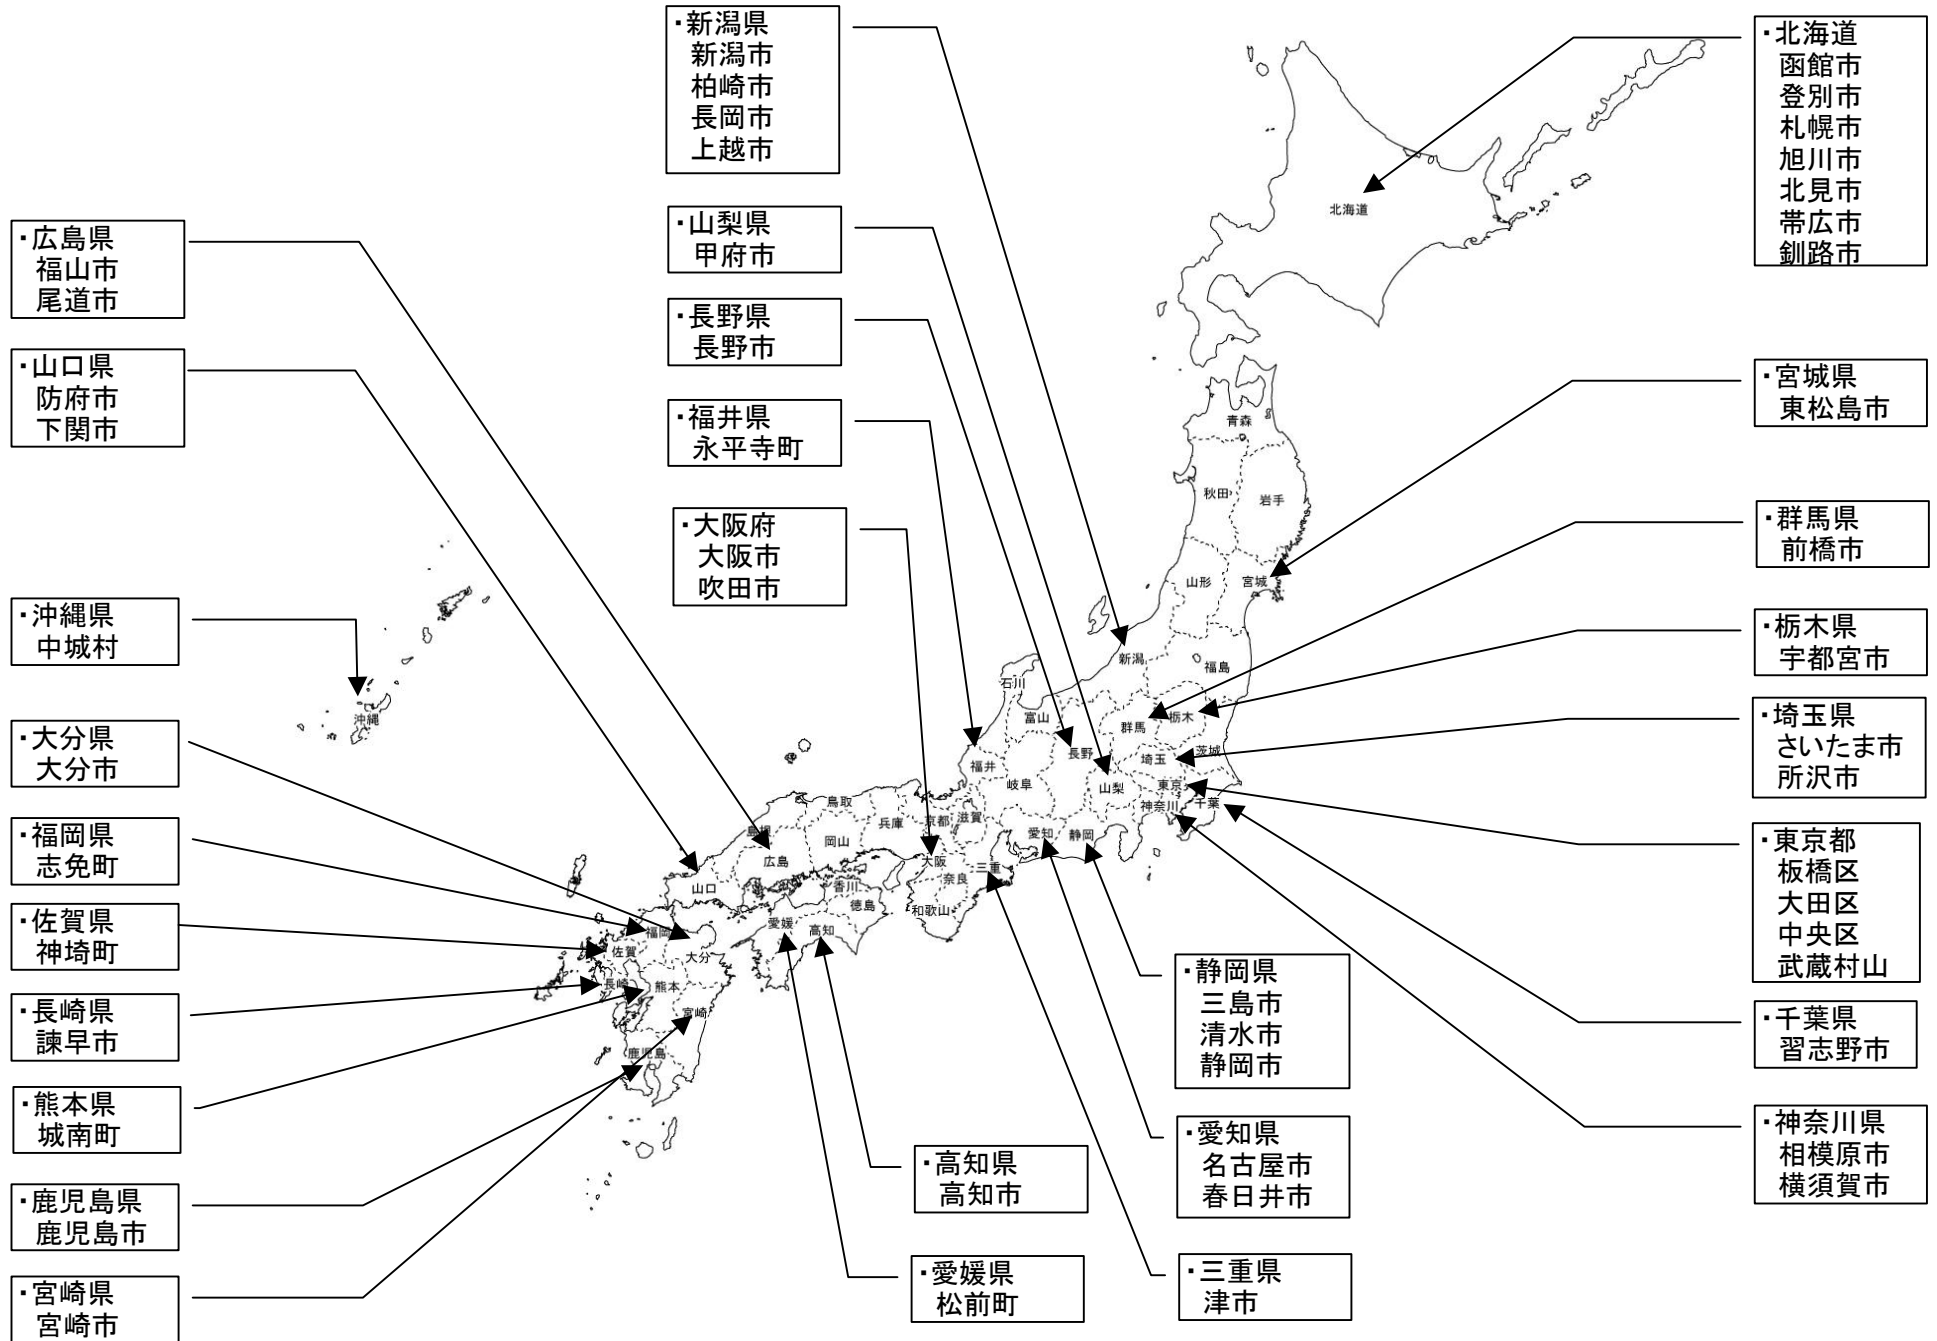 ・新潟県
新潟市
柏崎市
長岡市
上越市
・山梨県
甲府市
・長野県
長野市
・福井県
永平寺町
・大阪府
大阪市
吹田市
・広島県
福山市
尾道市
・山口県
防府市
下関市
・沖縄県
中城村
・大分県
大分市
・福岡県
志免町
・佐賀県
神埼町
・長崎県
諫早市
・熊本県
城南町
・鹿児島県
鹿児島市
・宮崎県
宮崎市
・北海道
函館市
登別市
札幌市
旭川市
北見市
帯広市
釧路市
・宮城県
東松島市
・群馬県
前橋市
・栃木県
宇都宮市
・埼玉県
さいたま市
所沢市
・東京都
板橋区
大田区
中央区
武蔵村山
・千葉県
習志野市
・神奈川県
相模原市
横須賀市
・静岡県
三島市
清水市
静岡市
・愛知県
名古屋市
春日井市
・三重県
津市
・高知県
高知市
・愛媛県
松前町
北海道
青森
秋田
岩手
山形
宮城
新潟
福島
石川
富山
群馬
栃木
茨城
長野
埼玉
福井
岐阜
山梨
東京
千葉
神奈川
鳥取
島根
岡山
兵庫
京都
滋賀
愛知
静岡
広島
大阪
三重
奈良
和歌山
山口
香川
徳島
愛媛
高知
福岡
佐賀
大分
長崎
熊本
宮崎
鹿児島
沖縄